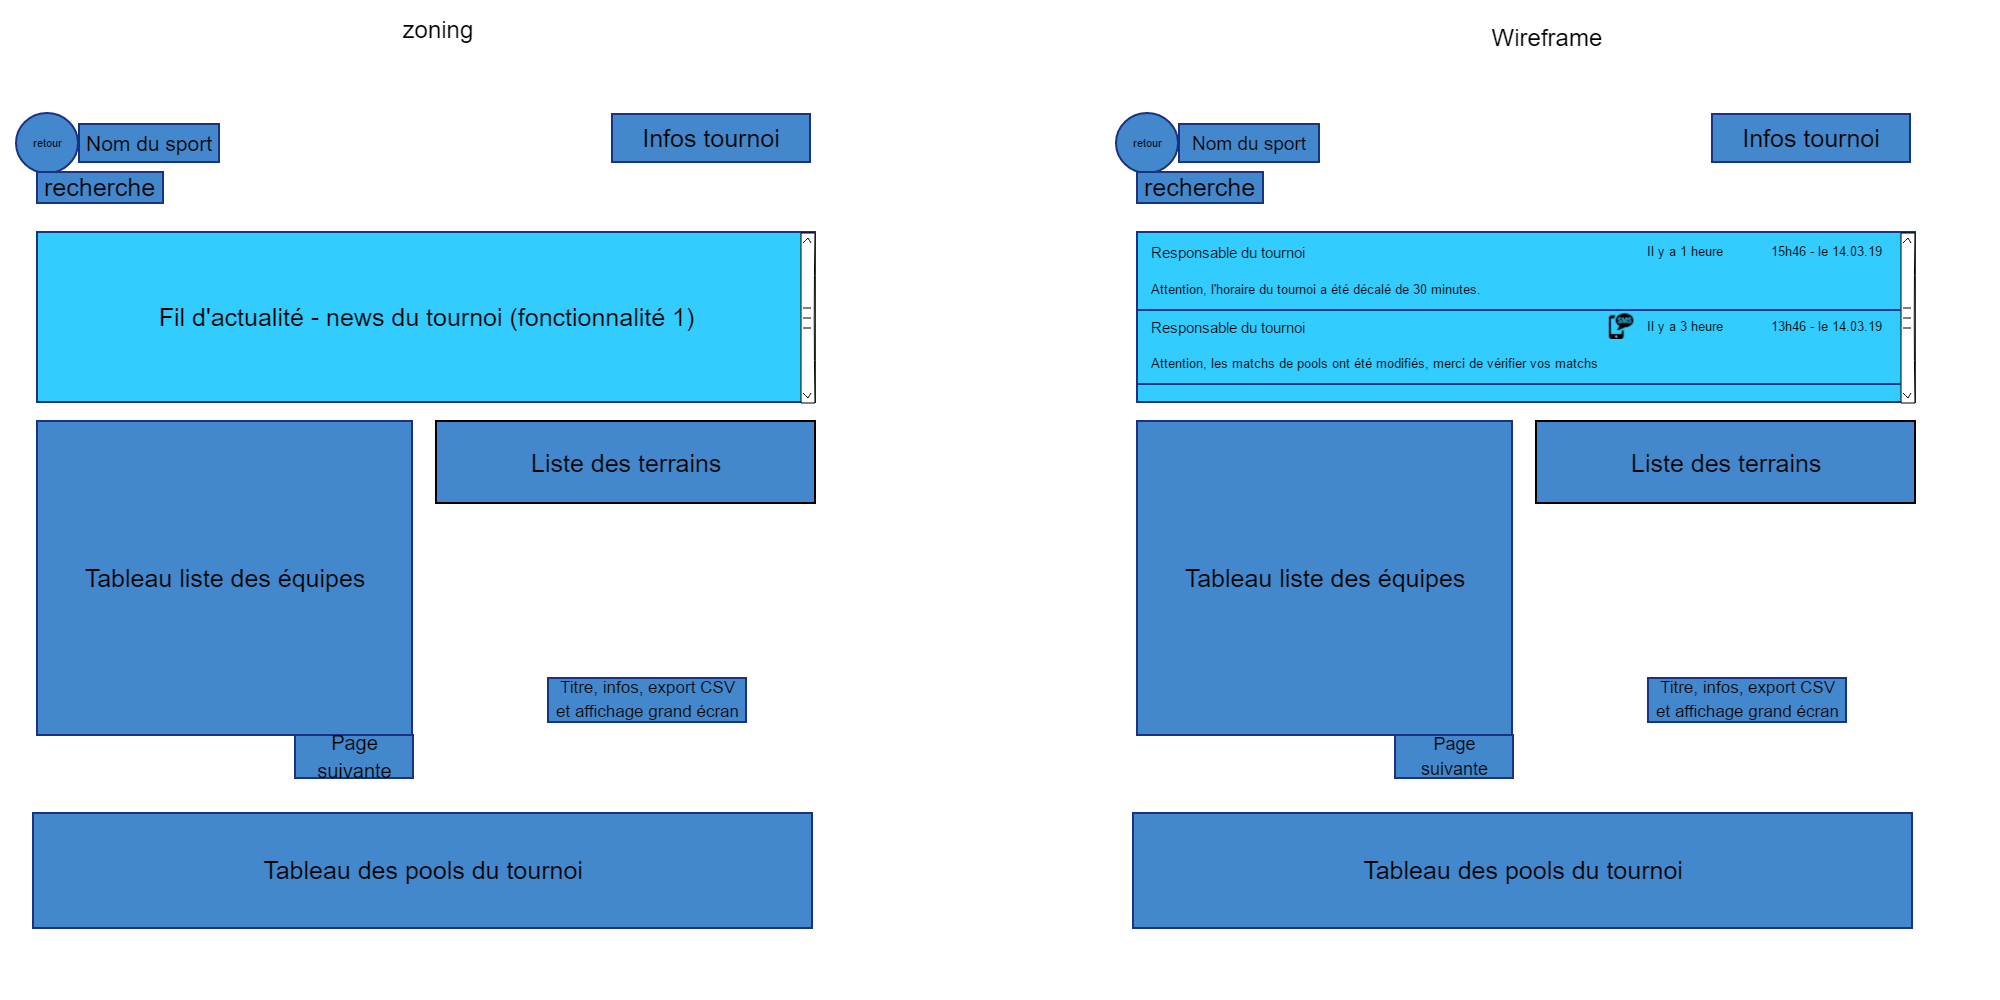 zoning
retour
Nom du sport
recherche
Infos tournoi
Fil d'actualité - news du tournoi (fonctionnalité 1)
Tableau liste des équipes
Liste des terrains
Titre, infos, export CSV
et affichage grand écran
Page
suivante
Tableau des pools du tournoi
Wireframe
retour
Nom du sport
recherche
Infos tournoi
Responsable du tournoi Il y a 1 heure 15h46 - le 14.03.19
Attention, l'horaire du tournoi a été décalé de 30 minutes.
Responsable du tournoi SMS Il y a 3 heure 13h46 - le 14.03.19
Attention, les matchs de pools ont été modifiés, merci de vérifier vos matchs
Tableau liste des équipes
Liste des terrains
Titre, infos, export CSV
et affichage grand écran
Page
suivante
Tableau des pools du tournoi